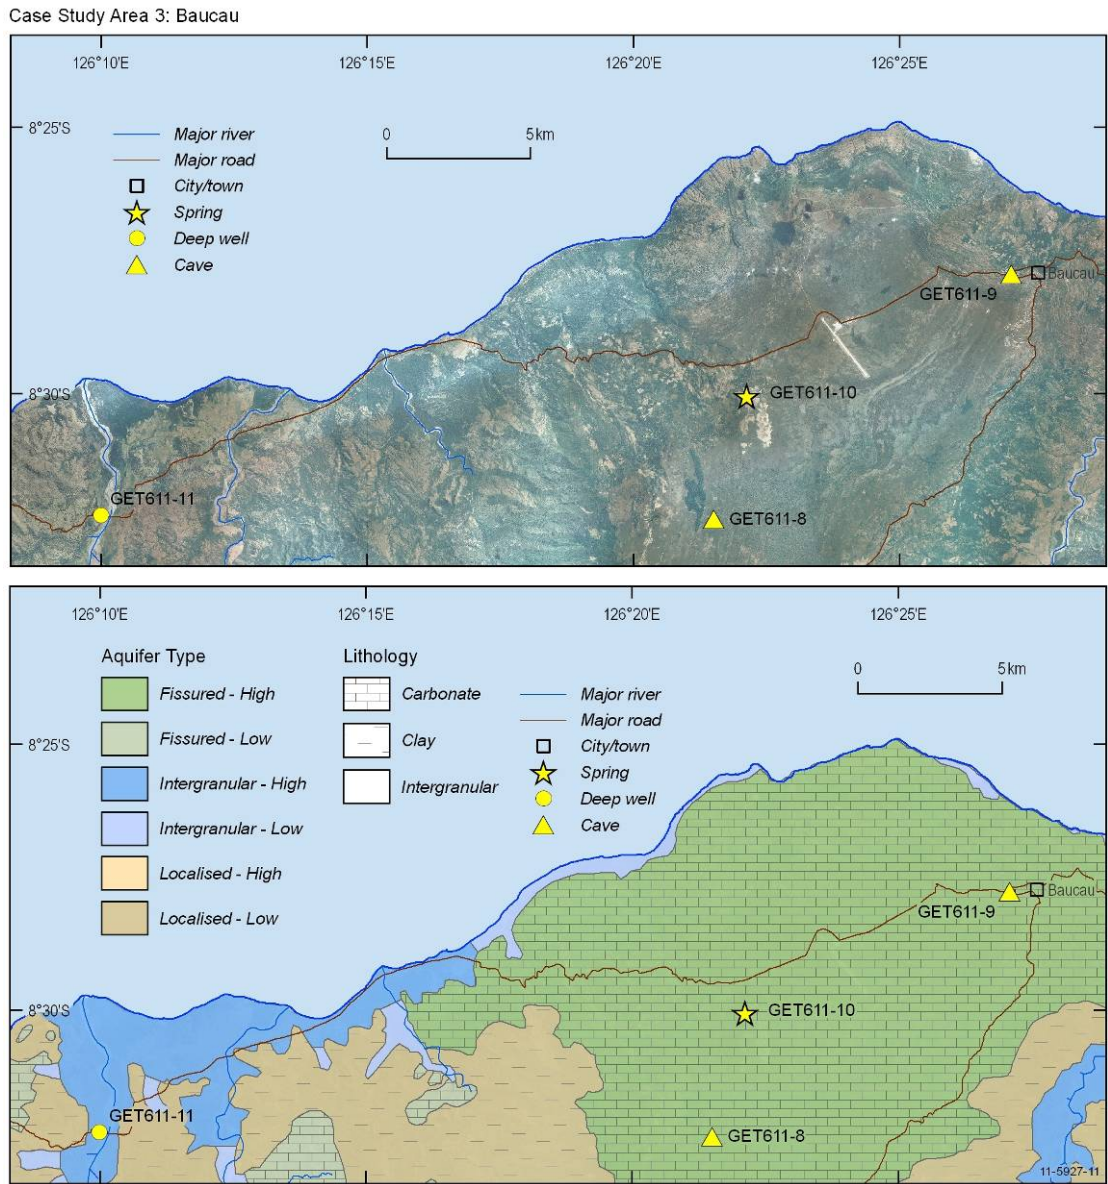 Case Study Area 3: Baucau
126°10'E
126°15'E
126°20'E
126°25'E
8°25'S
0 5km
Major river
Major road
City/town
Spring
Deep well
Cave
GET611-9
Baucau
8°30'S
GET611-10
GET611-11
GET611-8
126°10'E
126°15'E
126°20'E
126°25'E
Aquifer Type
Lithology
0 5km
Fissured - High
Carbonate
Major river
Major road
Fissured - Low
Clay
8°25'S
City/town
Spring
Intergranular - High
Intergranular
Deep well
Intergranular - Low
Cave
Localised - High
Localised - Low
Baucau
GET611-9
8°30'S
GET611-10
GET611-11
GET611-8
11-5927-11